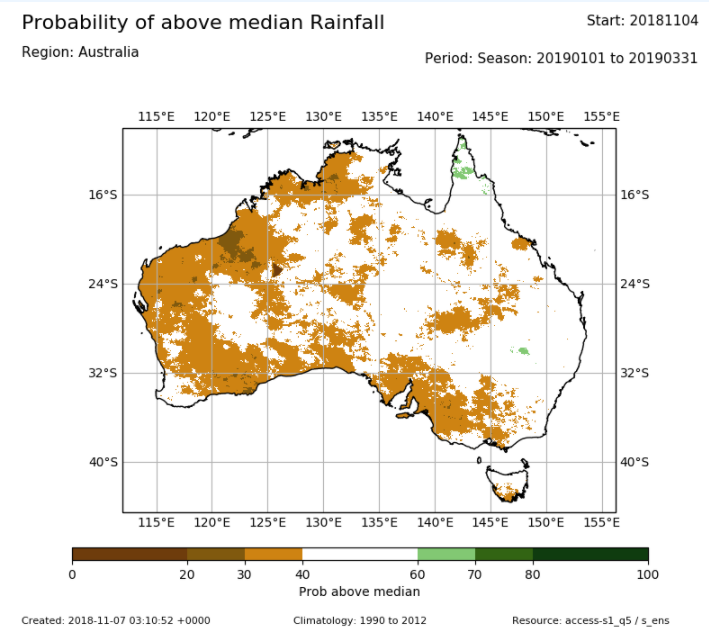 Probability of above median Rainfall
Start: 20181104
Region: Australia
Period: Season: 20190101 to 20190331
115°E 120°E 125°E 130°E 135°E 140°E 145°E 150°E 155°E
16°S 16°S
24°S 24°S
32°S 32°S
40°S 40°S
115°E 120°E 125°E 130°E 135°E 140°E 145°E 150°E 155°E
0 20 30 40 60 70 80 100
Prob above median
Created: 2018-11-07 03:10:52 +0000 Climatology: 1990 to 2012 Resource: access-s1_q5 / s_ens